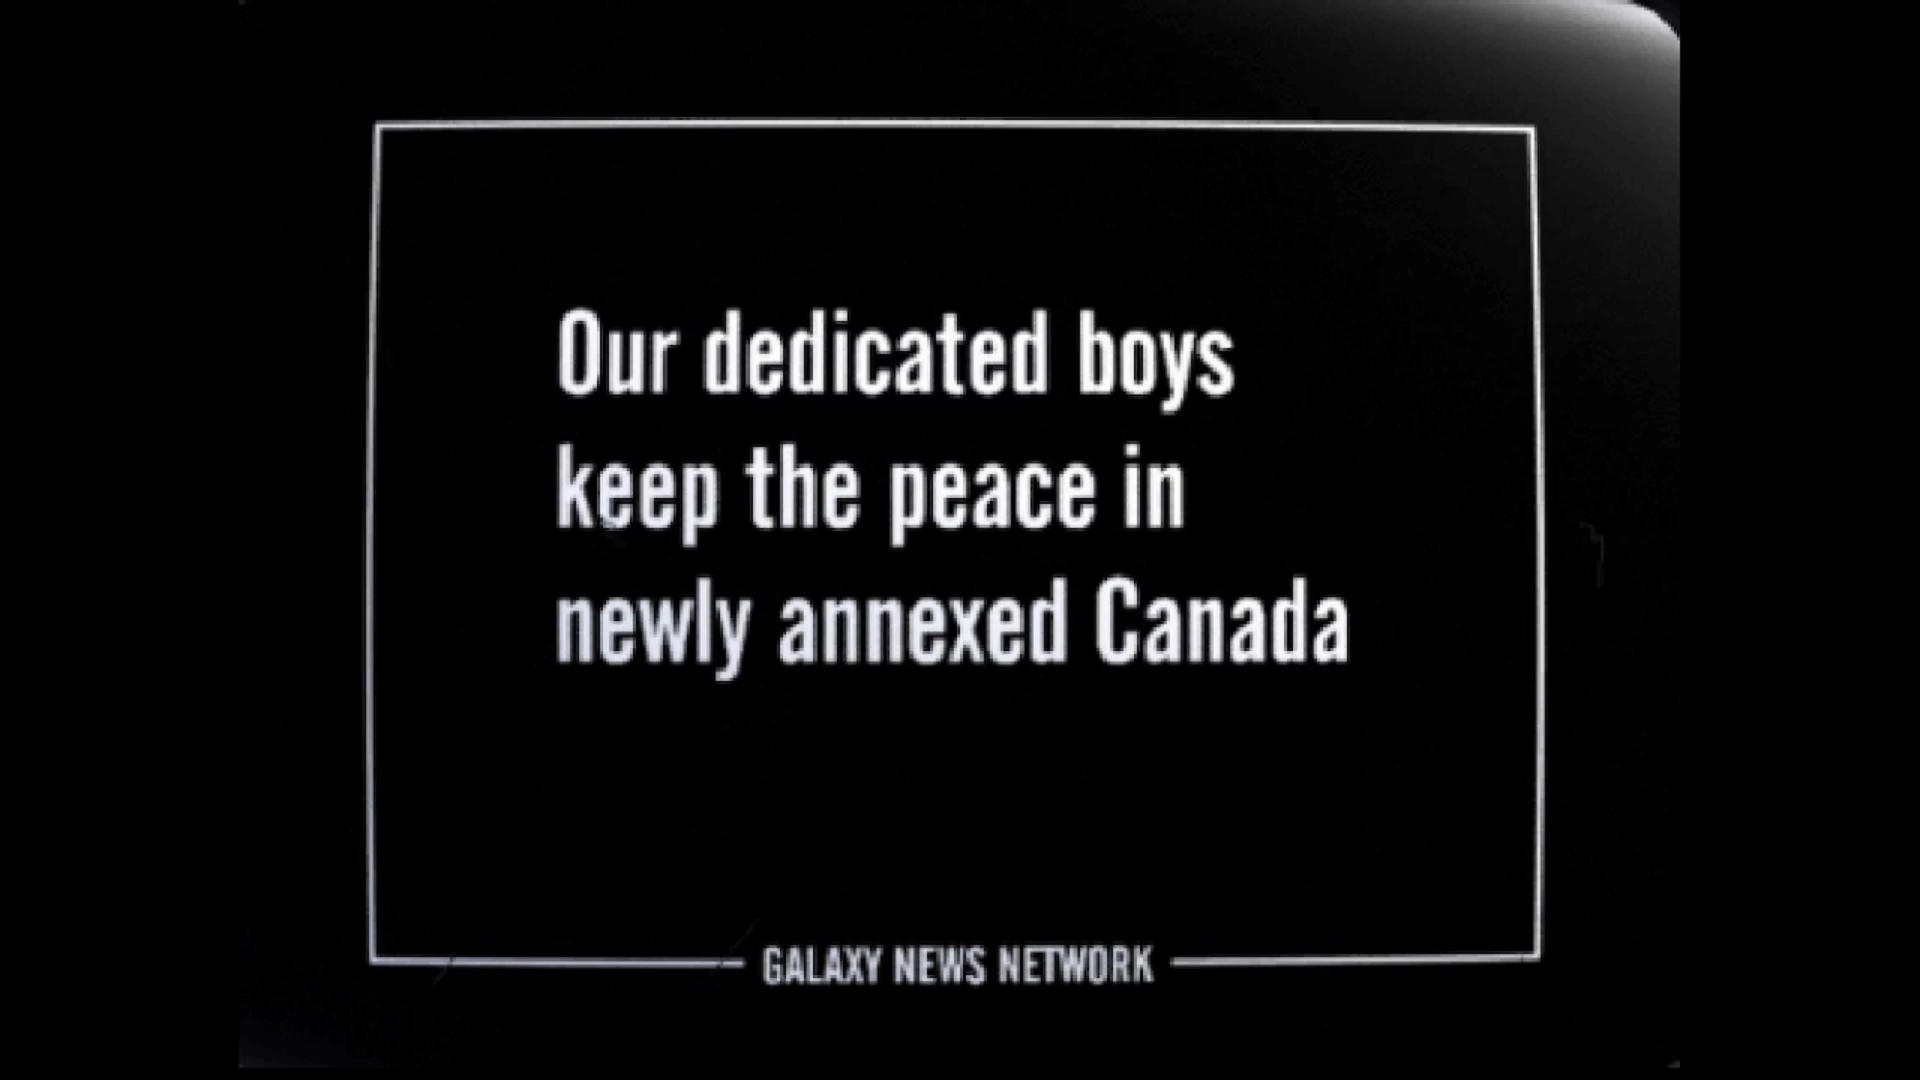 Our dedicated boys
keep the peace in
newly annexed Canada
GALAXY NEWS NETWORK